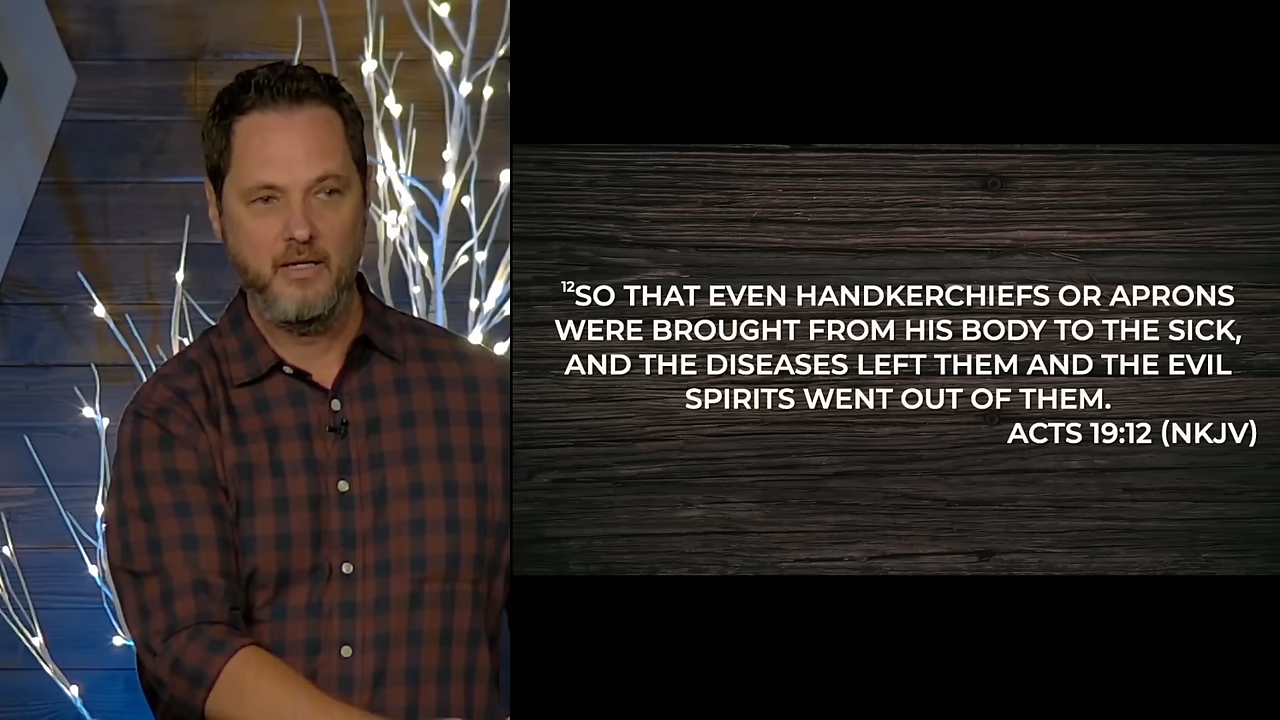 ¹²SO THAT EVEN HANDKERCHIEFS OR APRONS
WERE BROUGHT FROM HIS BODY TO THE SICK,
AND THE DISEASES LEFT THEM AND THE EVIL
SPIRITS WENT OUT OF THEM.
ACTS 19:12 (NKJV)